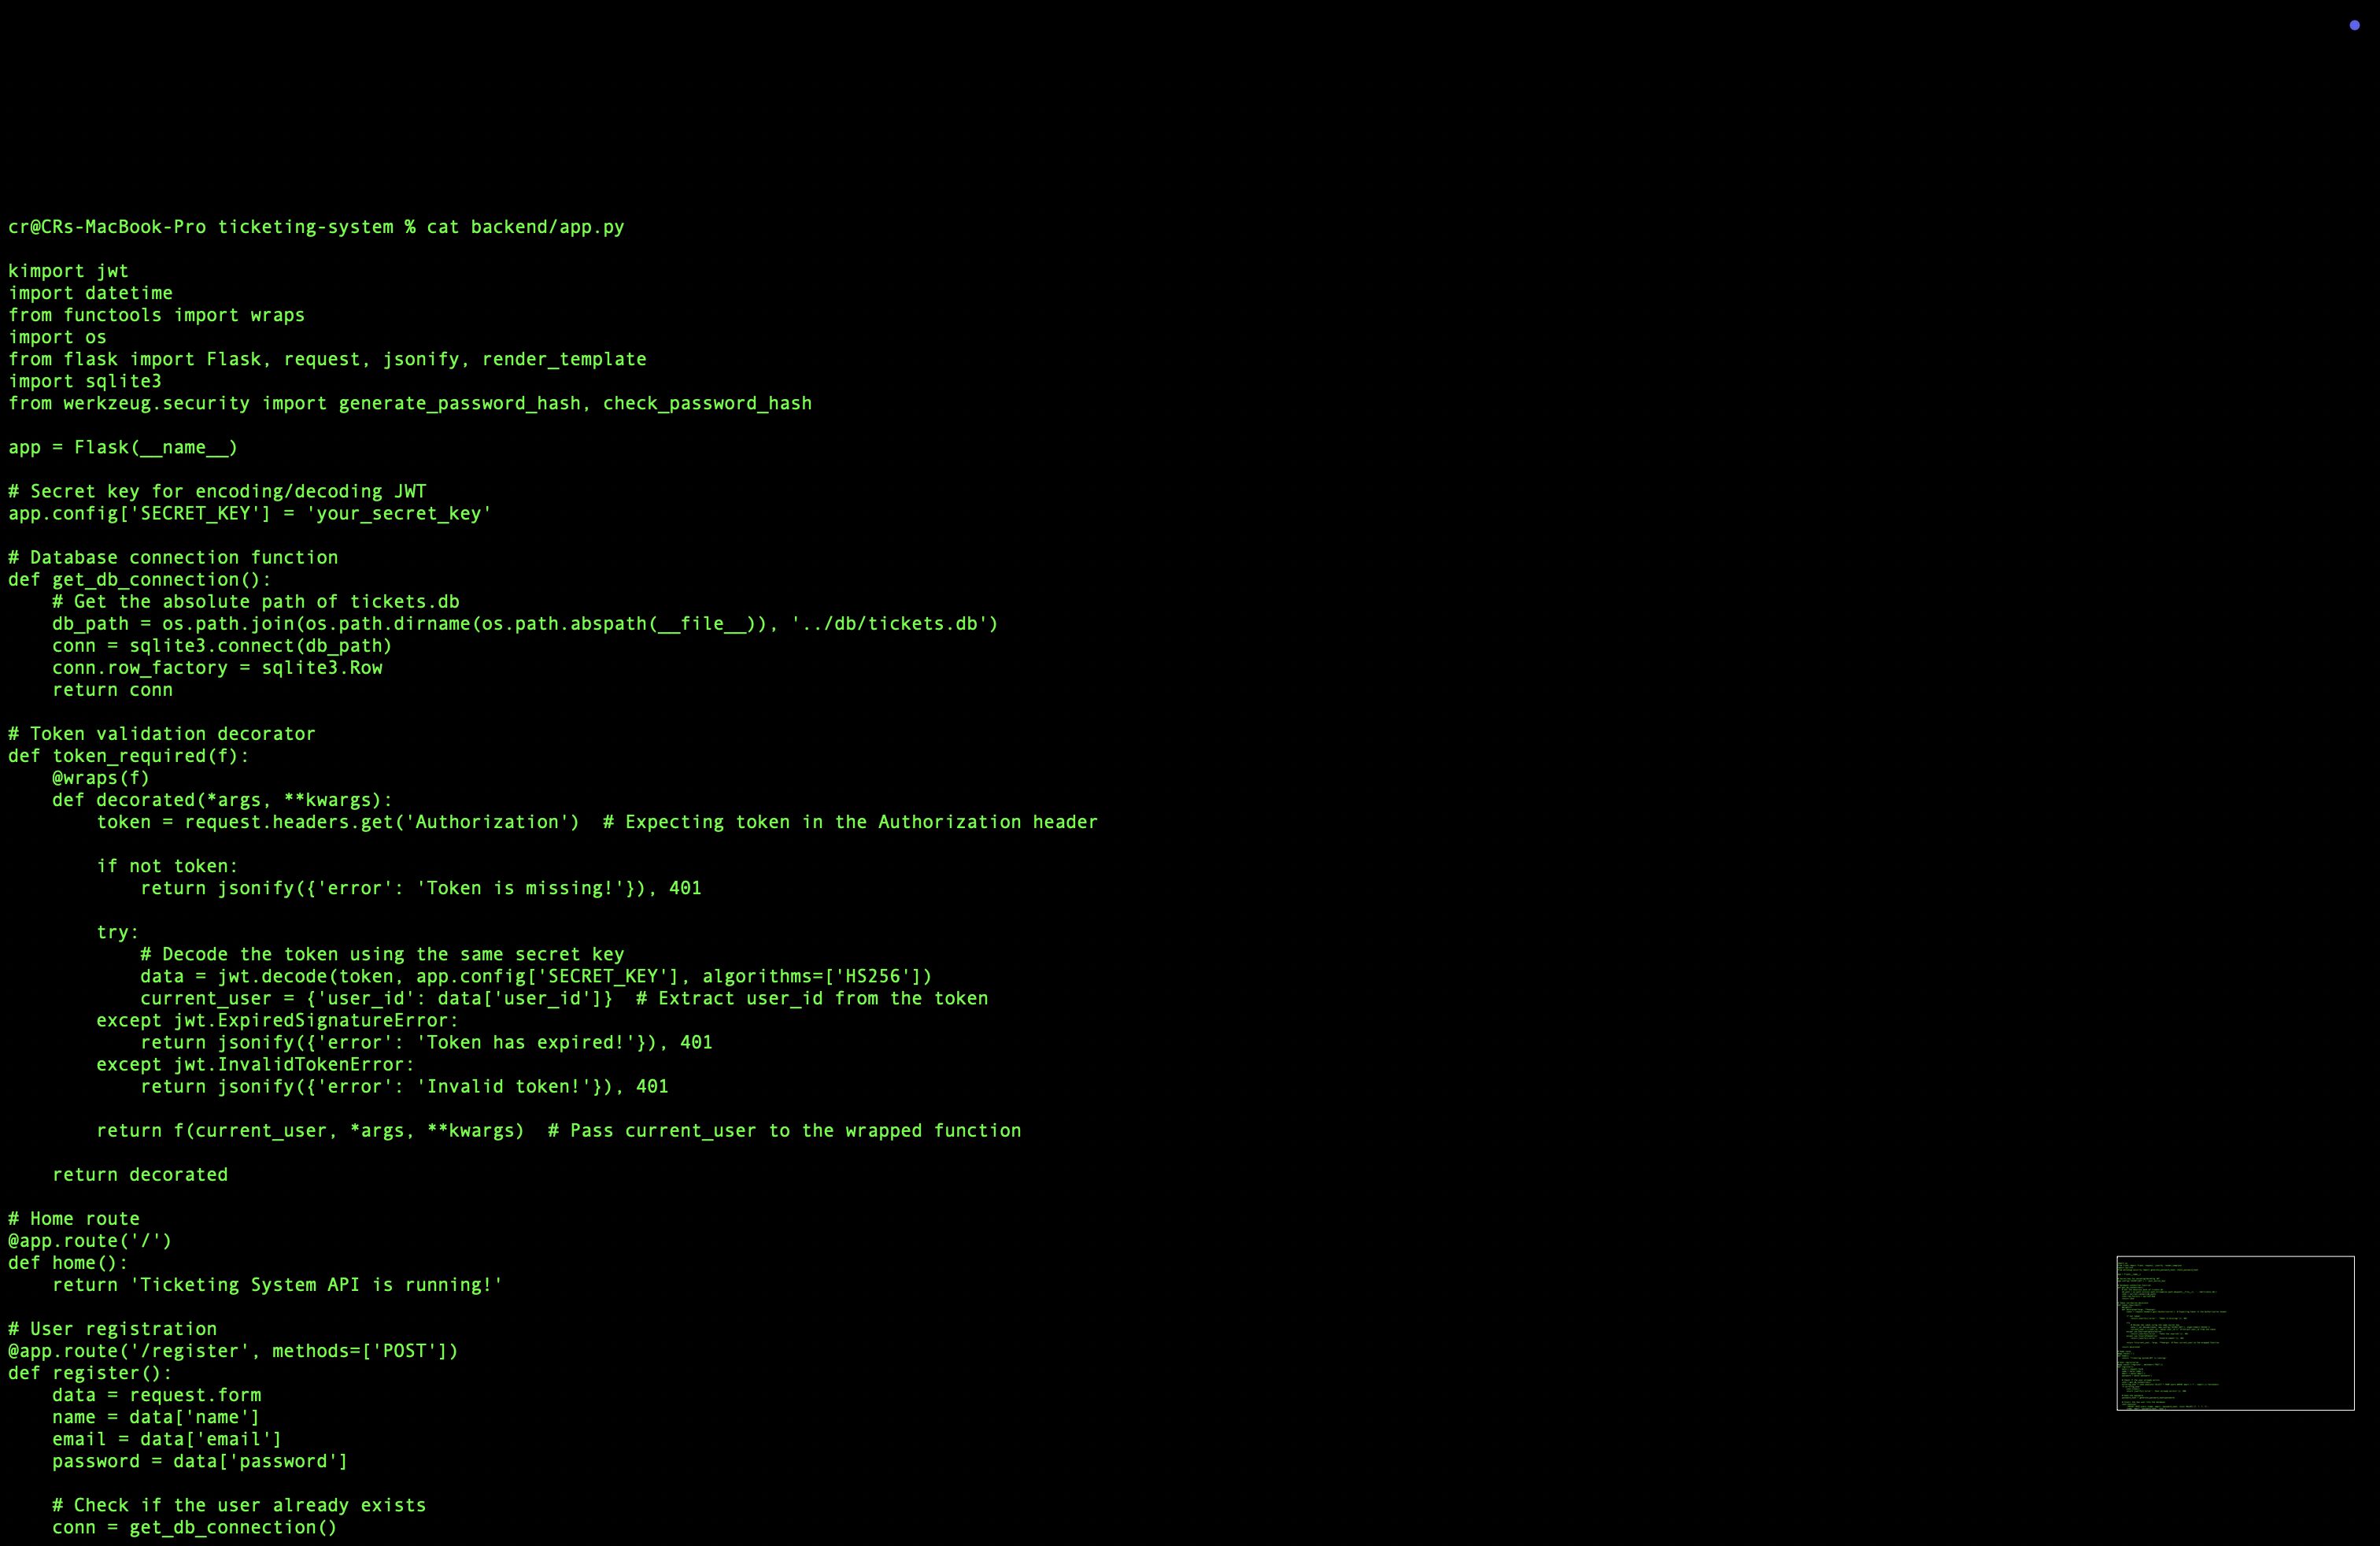 cr@CRs-MacBook-Pro ticketing-system % cat backend/app.py

kimport jwt
import datetime
from functools import wraps
import os
from flask import Flask, request, jsonify, render_template
import sqlite3
from werkzeug.security import generate_password_hash, check_password_hash

app = Flask(__name__)

# Secret key for encoding/decoding JWT
app.config['SECRET_KEY'] = 'your_secret_key'

# Database connection function
def get_db_connection():
    # Get the absolute path of tickets.db
    db_path = os.path.join(os.path.dirname(os.path.abspath(__file__)), '../db/tickets.db')
    conn = sqlite3.connect(db_path)
    conn.row_factory = sqlite3.Row
    return conn

# Token validation decorator
def token_required(f):
    @wraps(f)
    def decorated(*args, **kwargs):
        token = request.headers.get('Authorization')  # Expecting token in the Authorization header

        if not token:
            return jsonify({'error': 'Token is missing!'}), 401

        try:
            # Decode the token using the same secret key
            data = jwt.decode(token, app.config['SECRET_KEY'], algorithms=['HS256'])
            current_user = {'user_id': data['user_id']}  # Extract user_id from the token
        except jwt.ExpiredSignatureError:
            return jsonify({'error': 'Token has expired!'}), 401
        except jwt.InvalidTokenError:
            return jsonify({'error': 'Invalid token!'}), 401

        return f(current_user, *args, **kwargs)  # Pass current_user to the wrapped function

    return decorated

# Home route
@app.route('/')
def home():
    return 'Ticketing System API is running!'

# User registration
@app.route('/register', methods=['POST'])
def register():
    data = request.form
    name = data['name']
    email = data['email']
    password = data['password']

    # Check if the user already exists
    conn = get_db_connection()